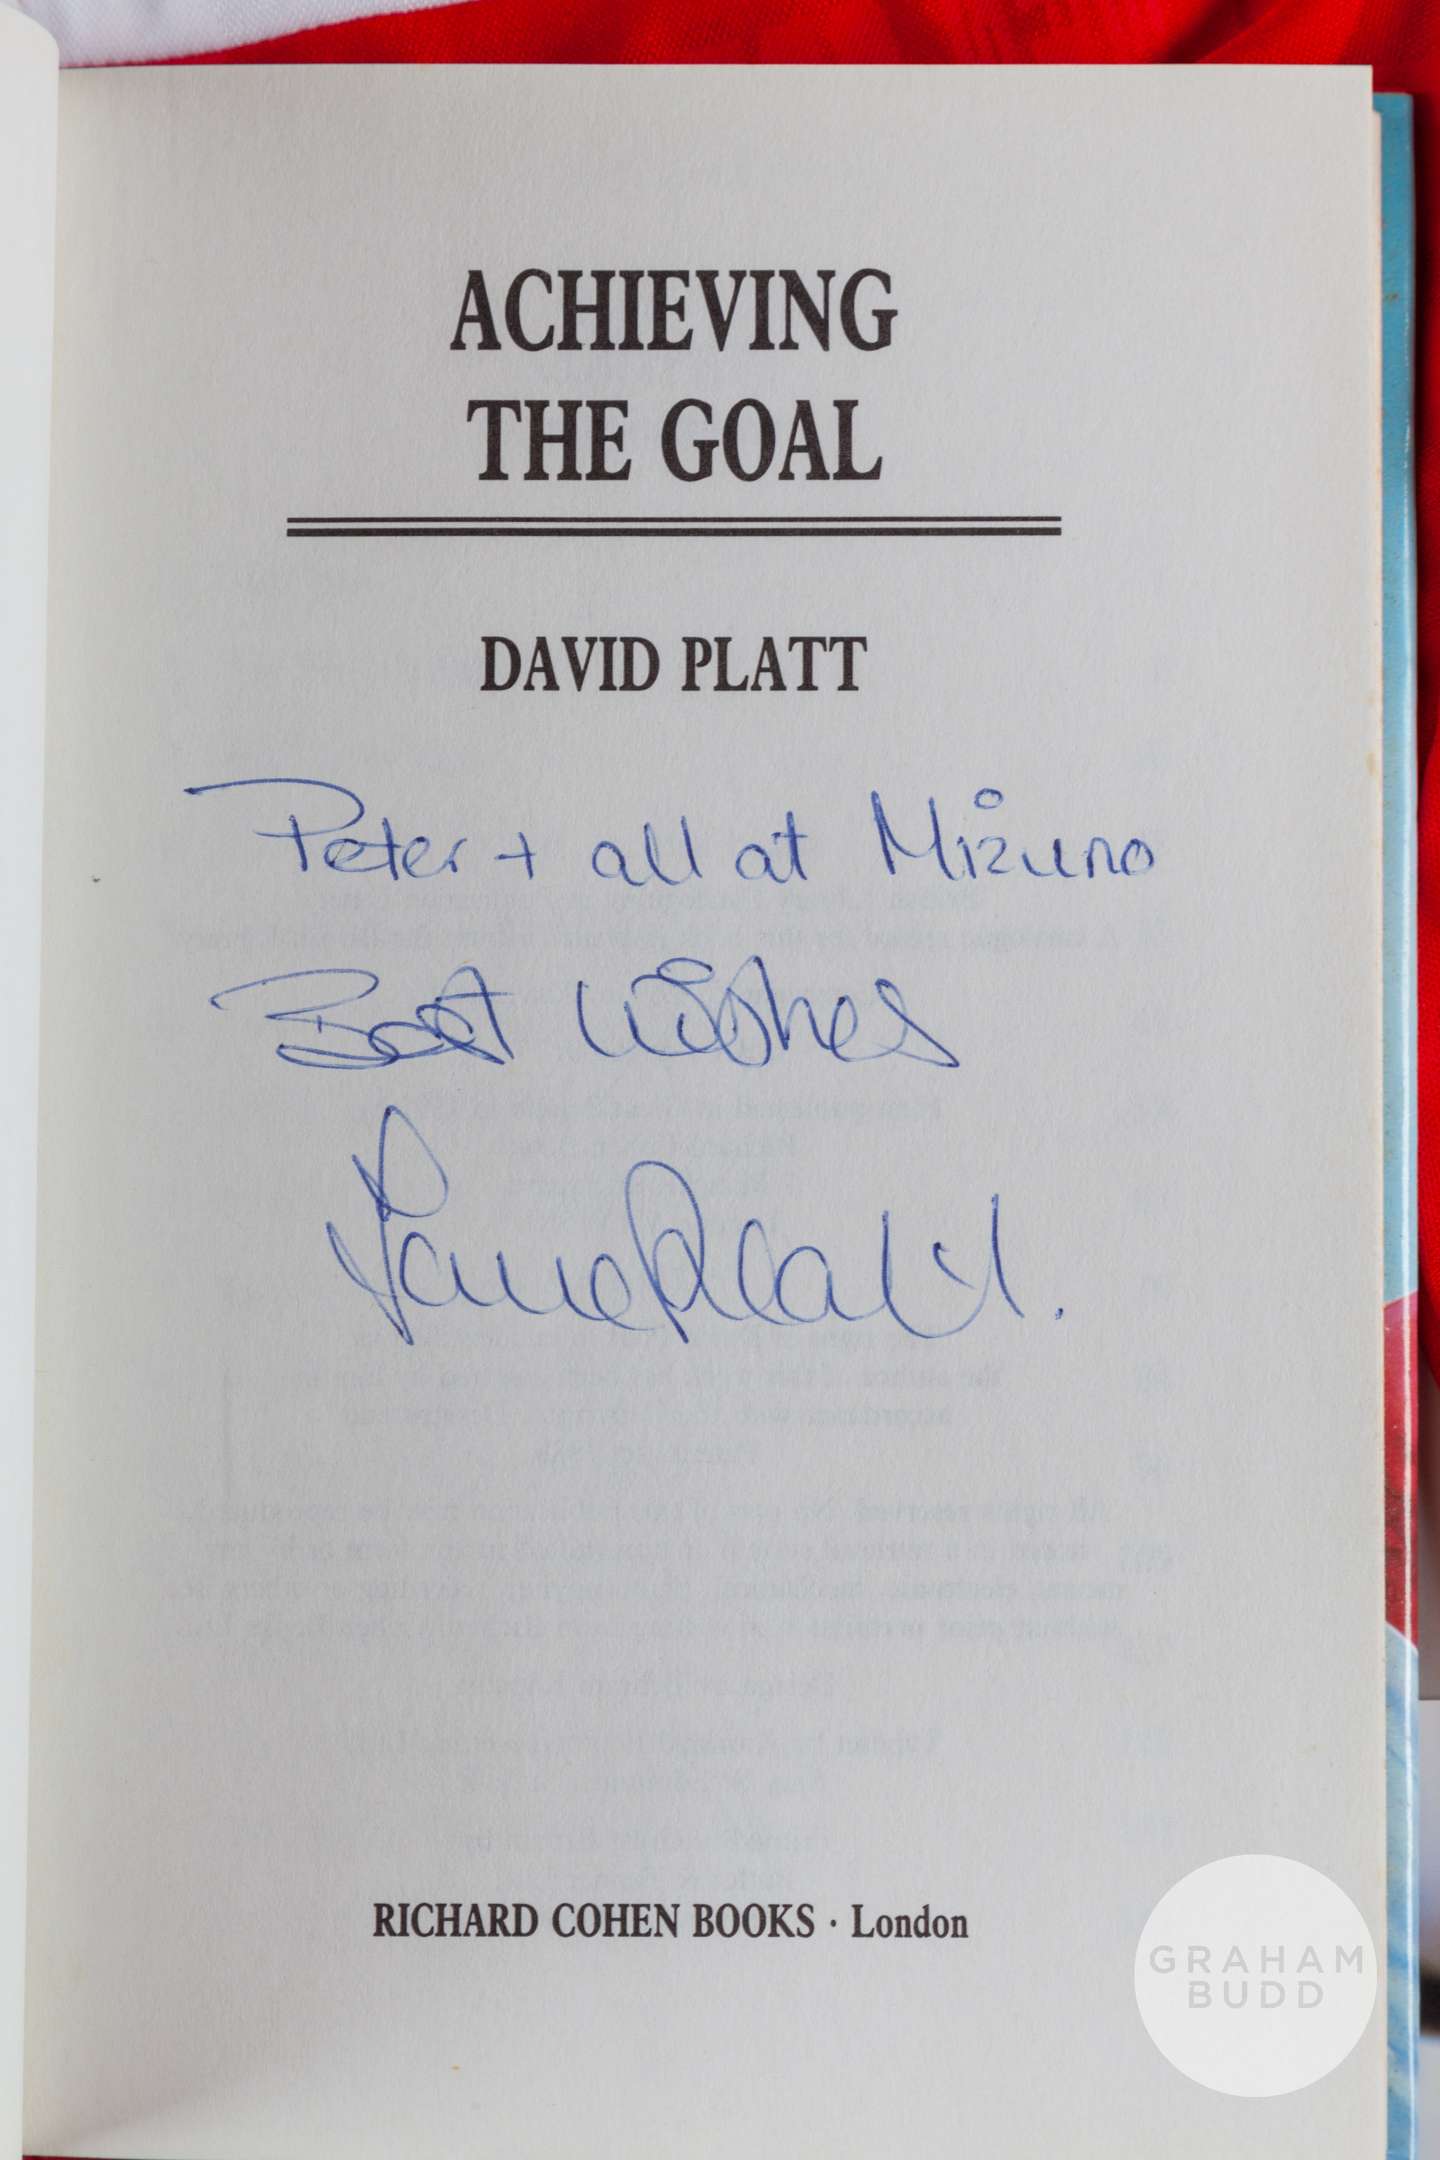 ACHIEVING
THE GOAL
DAVID PLATT
Peter + all at Mizuno
Best Wishes
RICHARD COHEN BOOKS · London
GRAHAM
BUDD